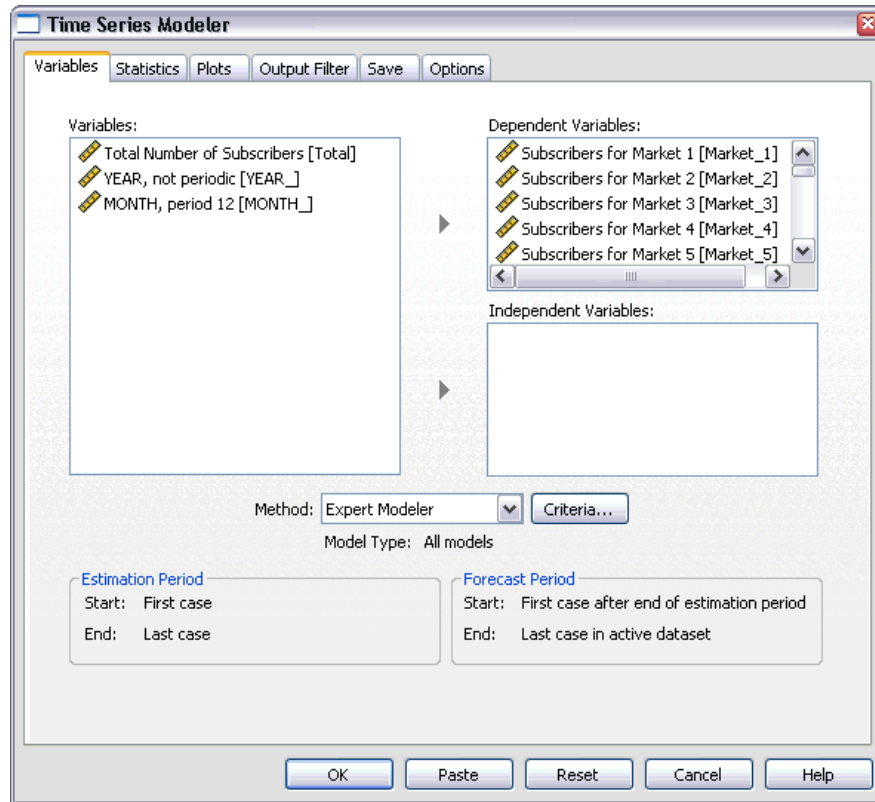 Time Series Modeler
Variables Statistics Plots Output Filter Save Options
Variables:
Total Number of Subscribers [Total]
YEAR, not periodic [YEAR_]
MONTH, period 12 [MONTH_]
Dependent Variables:
Subscribers for Market 1 [Market_1]
Subscribers for Market 2 [Market_2]
Subscribers for Market 3 [Market_3]
Subscribers for Market 4 [Market_4]
Subscribers for Market 5 [Market_5]
Independent Variables:
Method: Expert Modeler Criteria...
Model Type: All models
Estimation Period
Start: First case
End: Last case
Forecast Period
Start: First case after end of estimation period
End: Last case in active dataset
OK Paste Reset Cancel Help